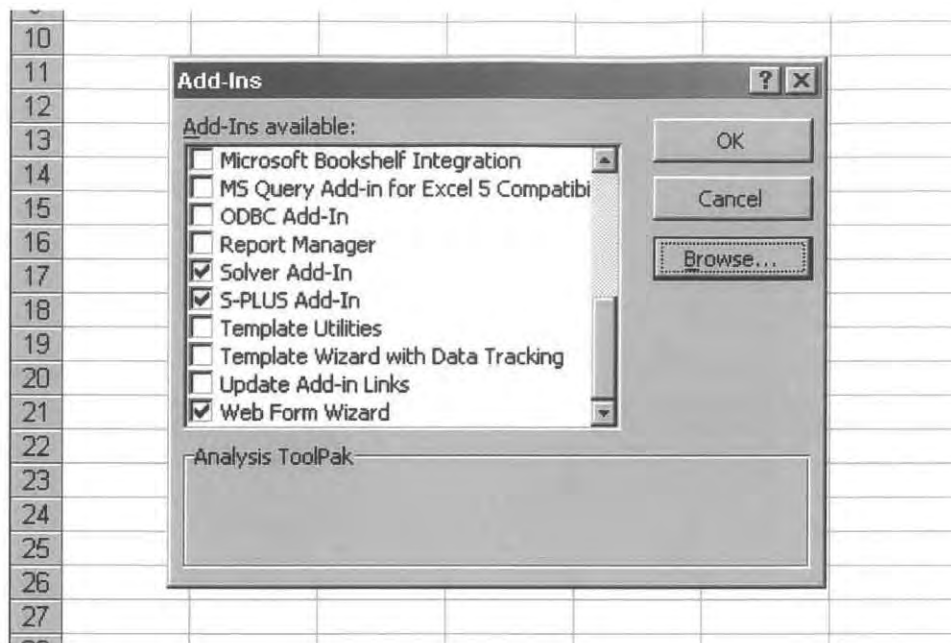 10
11
12
13
14
15
16
17
18
19
20
21
22
23
24
25
26
27
Add-Ins
?
Add-Ins available:
Microsoft Bookshelf Integration
MS Query Add-in for Excel 5 Compatibi
ODBC Add-In
Report Manager
Solver Add-In
S-PLUS Add-In
Template Utilities
Template Wizard with Data Tracking
Update Add-in Links
Web Form Wizard
OK
Cancel
Browse...
Analysis ToolPak